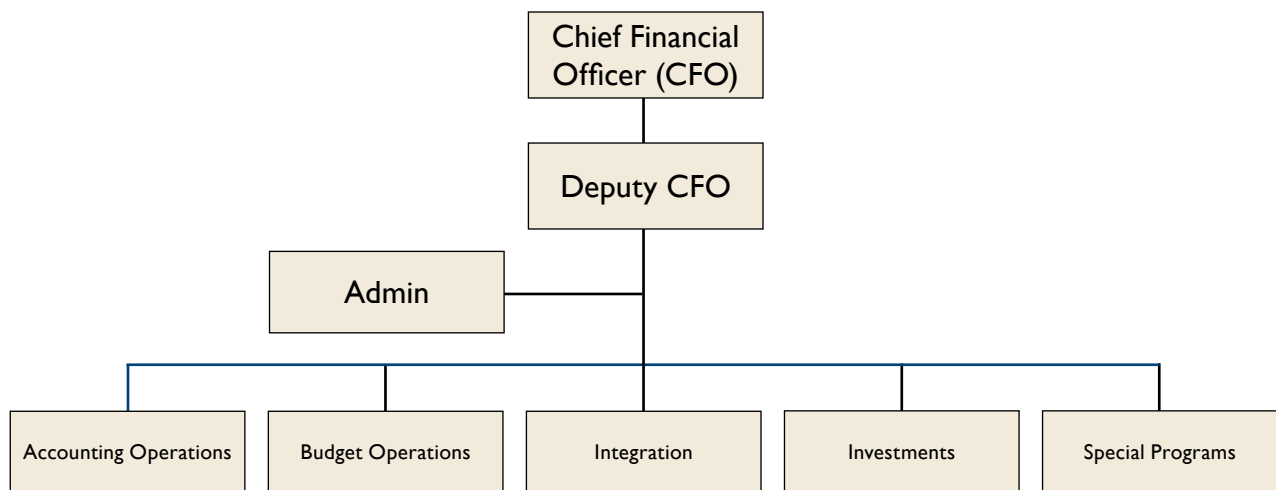 Chief Financial
Officer (CFO)
Deputy CFO
Admin
Accounting Operations
Budget Operations
Integration
Investments
Special Programs